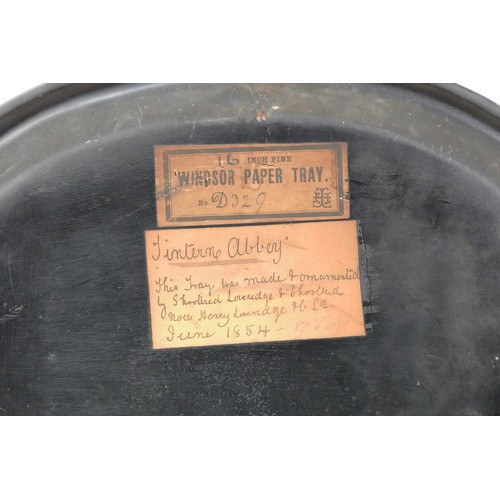 16 INCH FINE
WINDSOR PAPER TRAY.
No. D329
"Tintern Abbey"
This Tray was made & ornamented
by Shoolbred Loveridge & Shoolbred
now Henry Loveridge & Co Ltd
June 1854